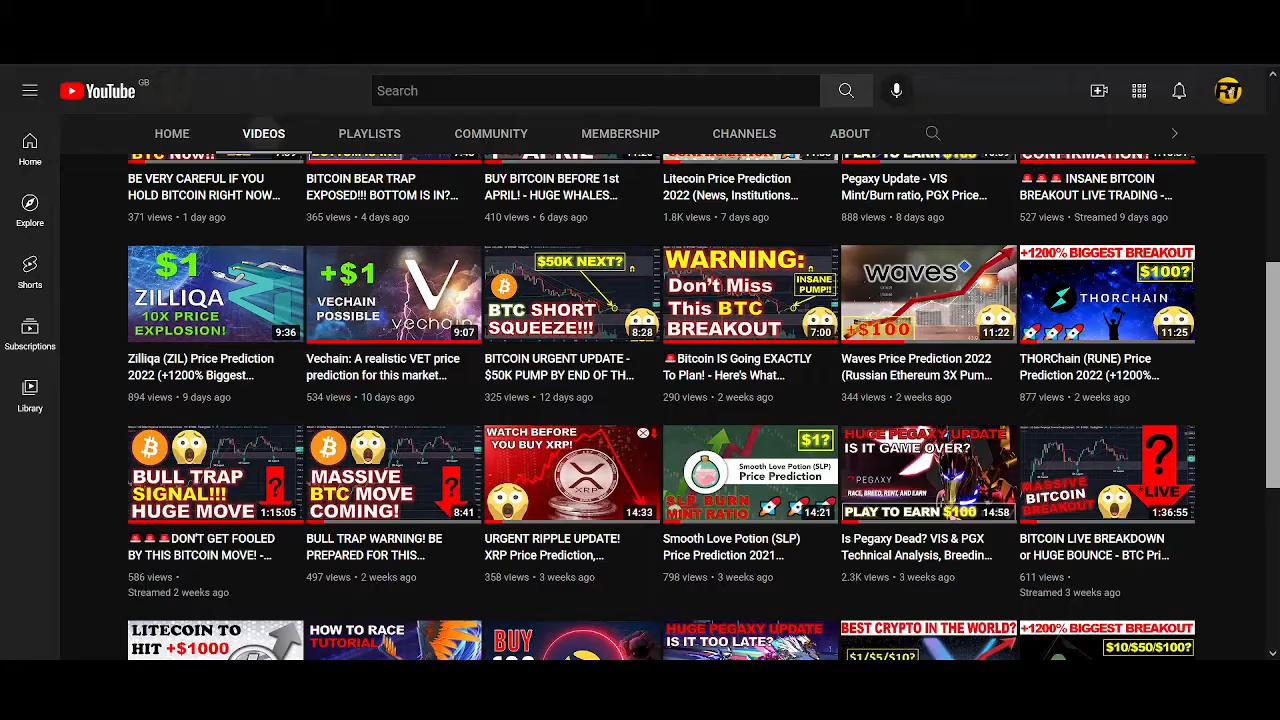 YouTube GB
Search
RT
HOME VIDEOS PLAYLISTS COMMUNITY MEMBERSHIP CHANNELS ABOUT
Home
Explore
Shorts
Subscriptions
Library
BE VERY CAREFUL IF YOU
HOLD BITCOIN RIGHT NOW...
371 views • 1 day ago
BITCOIN BEAR TRAP
EXPOSED!!! BOTTOM IS IN?...
365 views • 4 days ago
APRIL
BUY BITCOIN BEFORE 1st
APRIL! - HUGE WHALES...
410 views • 6 days ago
Litecoin Price Prediction
2022 (News, Institutions...
1.8K views • 7 days ago
PLAY TO EARN $100
Pegaxy Update - VIS
Mint/Burn ratio, PGX Price...
888 views • 8 days ago
CONFIRMATION!
🚨🚨🚨 INSANE BITCOIN
BREAKOUT LIVE TRADING -...
527 views • Streamed 9 days ago
$1
ZILLIQA
10X PRICE
EXPLOSION!
9:36
Zilliqa (ZIL) Price Prediction
2022 (+1200% Biggest...
894 views • 9 days ago
+$1
VECHAIN
POSSIBLE
vechain
9:07
Vechain: A realistic VET price
prediction for this market...
534 views • 10 days ago
$50K NEXT?
BTC SHORT
SQUEEZE!!!
8:28
BITCOIN URGENT UPDATE -
$50K PUMP BY END OF TH...
325 views • 12 days ago
WARNING:
Don't Miss
This BTC
BREAKOUT
INSANE
PUMP!!
7:00
🚨Bitcoin IS Going EXACTLY
To Plan! - Here's What...
290 views • 2 weeks ago
waves
+$100
11:22
Waves Price Prediction 2022
(Russian Ethereum 3X Pum...
344 views • 2 weeks ago
+1200% BIGGEST BREAKOUT
$100?
THORCHAIN
11:25
THORChain (RUNE) Price
Prediction 2022 (+1200%...
877 views • 2 weeks ago
BULL TRAP
SIGNAL!!!
HUGE MOVE
?
1:15:05
🚨🚨🚨DON'T GET FOOLED
BY THIS BITCOIN MOVE! -...
586 views •
Streamed 2 weeks ago
MASSIVE
BTC MOVE
COMING!
?
8:41
BULL TRAP WARNING! BE
PREPARED FOR THIS...
497 views • 2 weeks ago
WATCH BEFORE
YOU BUY XRP!
XRP
14:33
URGENT RIPPLE UPDATE!
XRP Price Prediction,...
358 views • 3 weeks ago
$1?
Smooth Love Potion (SLP)
Price Prediction
SLP BURN
MINT RATIO
14:21
Smooth Love Potion (SLP)
Price Prediction 2021...
798 views • 3 weeks ago
HUGE PEGAXY UPDATE
IS IT GAME OVER?
PEGAXY
RACE, BREED, RENT, AND EARN
PLAY TO EARN $100
14:58
Is Pegaxy Dead? VIS & PGX
Technical Analysis, Breedin...
2.3K views • 3 weeks ago
?
*LIVE*
MASSIVE
BITCOIN
BREAKOUT
1:36:55
BITCOIN LIVE BREAKDOWN
or HUGE BOUNCE - BTC Pri...
611 views •
Streamed 3 weeks ago
LITECOIN TO
HIT +$1000
HOW TO RACE
TUTORIAL
BUY
HUGE PEGAXY UPDATE
IS IT TOO LATE?
BEST CRYPTO IN THE WORLD?
$1/$5/$10?
+1200% BIGGEST BREAKOUT
$10/$50/$100?